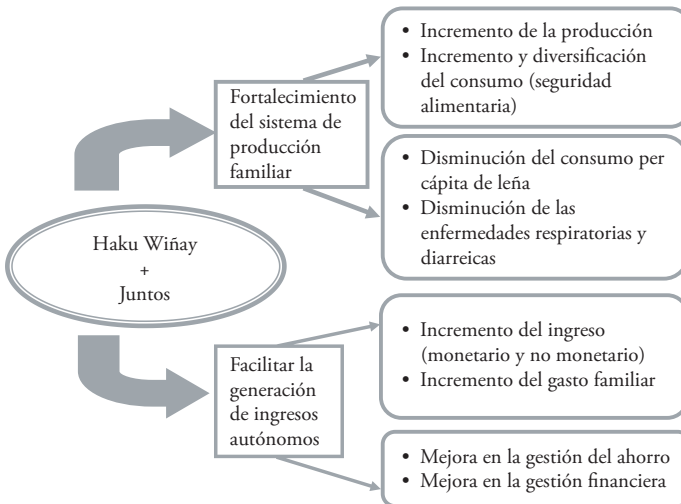 Haku Wiñay
+
Juntos
Fortalecimiento
del sistema de
producción
familiar
• Incremento de la producción
• Incremento y diversificación
del consumo (seguridad
alimentaria)
• Disminución del consumo per
cápita de leña
• Disminución de las
enfermedades respiratorias y
diarreicas
Facilitar la
generación
de ingresos
autónomos
• Incremento del ingreso
(monetario y no monetario)
• Incremento del gasto familiar
• Mejora en la gestión del ahorro
• Mejora en la gestión financiera